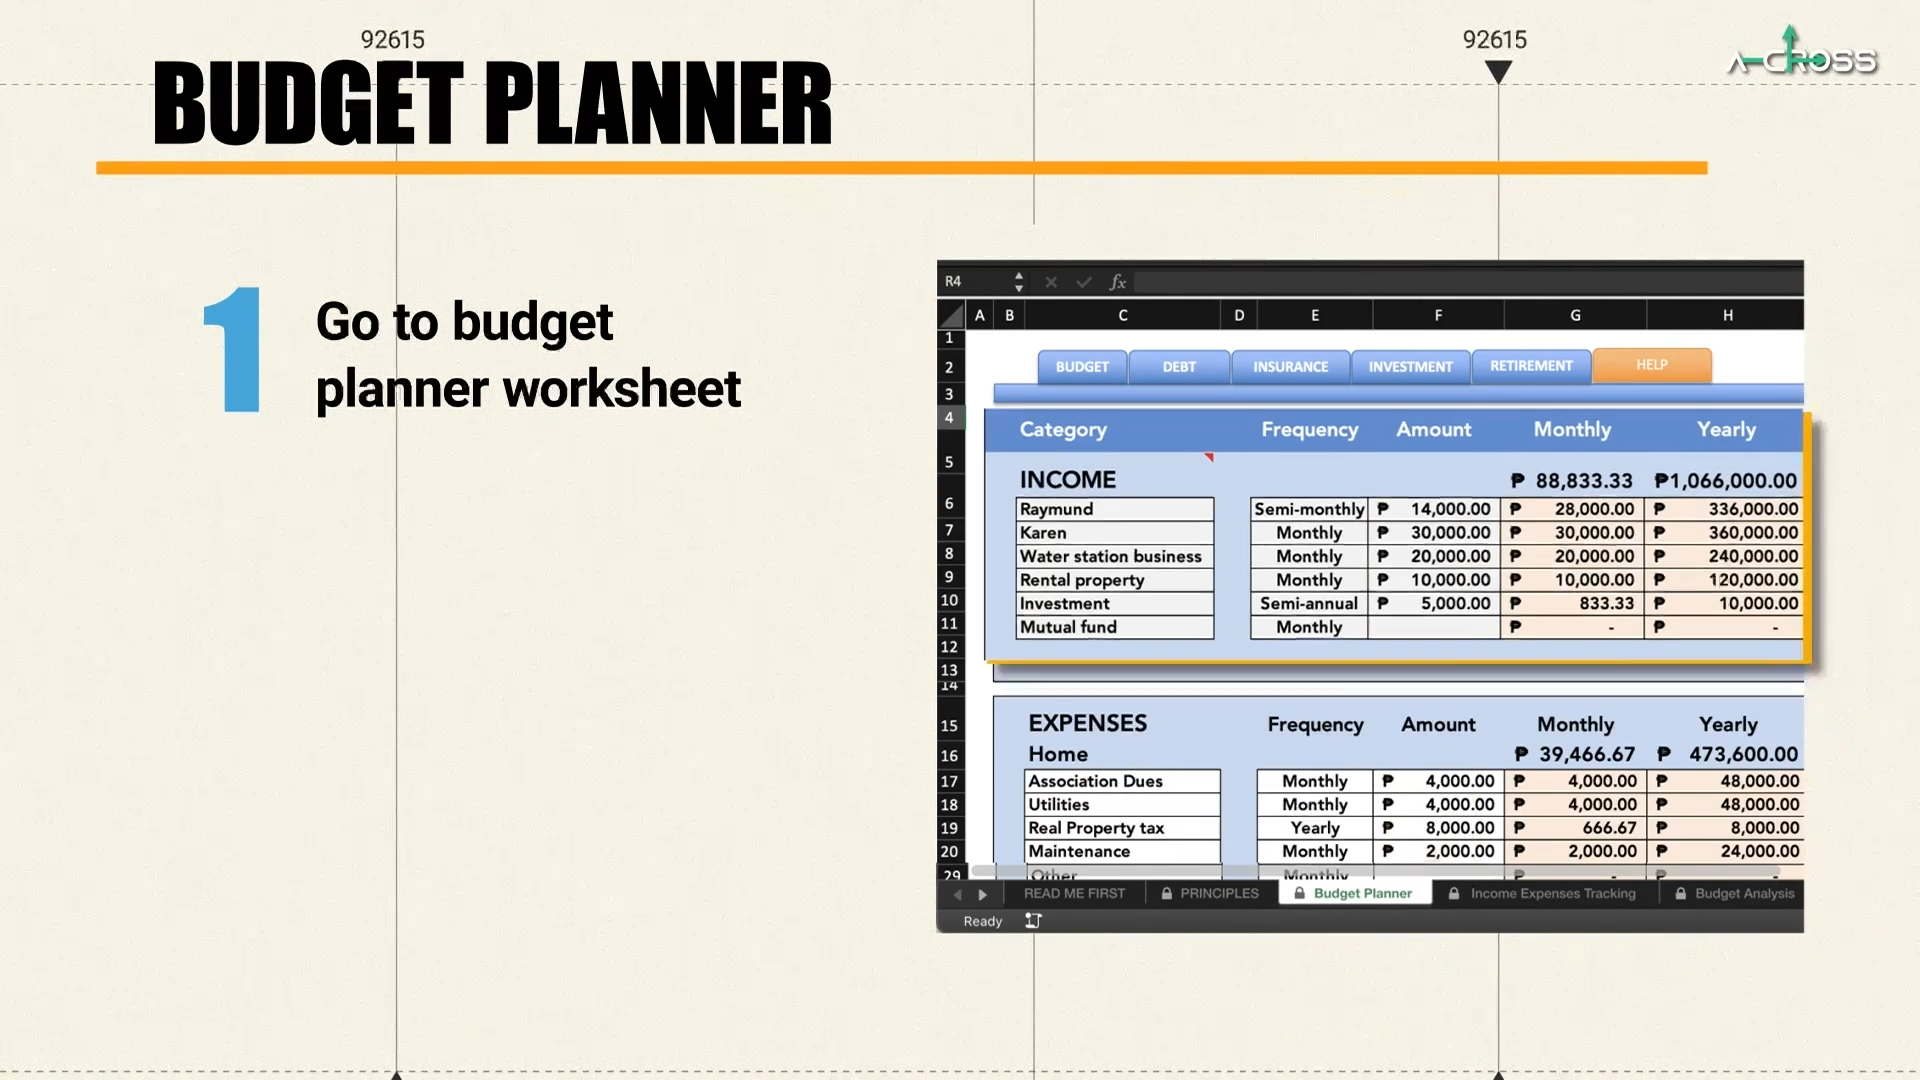 92615
92615
A-CROSS
BUDGET PLANNER
1
Go to budget
planner worksheet
R4 fx
A B C D E F G H
1
2 BUDGET DEBT INSURANCE INVESTMENT RETIREMENT HELP
3
4 Category Frequency Amount Monthly Yearly
5 INCOME ₱ 88,833.33 ₱1,066,000.00
6 Raymund Semi-monthly ₱ 14,000.00 ₱ 28,000.00 ₱ 336,000.00
7 Karen Monthly ₱ 30,000.00 ₱ 30,000.00 ₱ 360,000.00
8 Water station business Monthly ₱ 20,000.00 ₱ 20,000.00 ₱ 240,000.00
9 Rental property Monthly ₱ 10,000.00 ₱ 10,000.00 ₱ 120,000.00
10 Investment Semi-annual ₱ 5,000.00 ₱ 833.33 ₱ 10,000.00
11 Mutual fund Monthly ₱ - ₱ -
12
13
14
15 EXPENSES Frequency Amount Monthly Yearly
16 Home ₱ 39,466.67 ₱ 473,600.00
17 Association Dues Monthly ₱ 4,000.00 ₱ 4,000.00 ₱ 48,000.00
18 Utilities Monthly ₱ 4,000.00 ₱ 4,000.00 ₱ 48,000.00
19 Real Property tax Yearly ₱ 8,000.00 ₱ 666.67 ₱ 8,000.00
20 Maintenance Monthly ₱ 2,000.00 ₱ 2,000.00 ₱ 24,000.00
29 Other Monthly ₱ - ₱ -
READ ME FIRST PRINCIPLES Budget Planner Income Expenses Tracking Budget Analysis
Ready